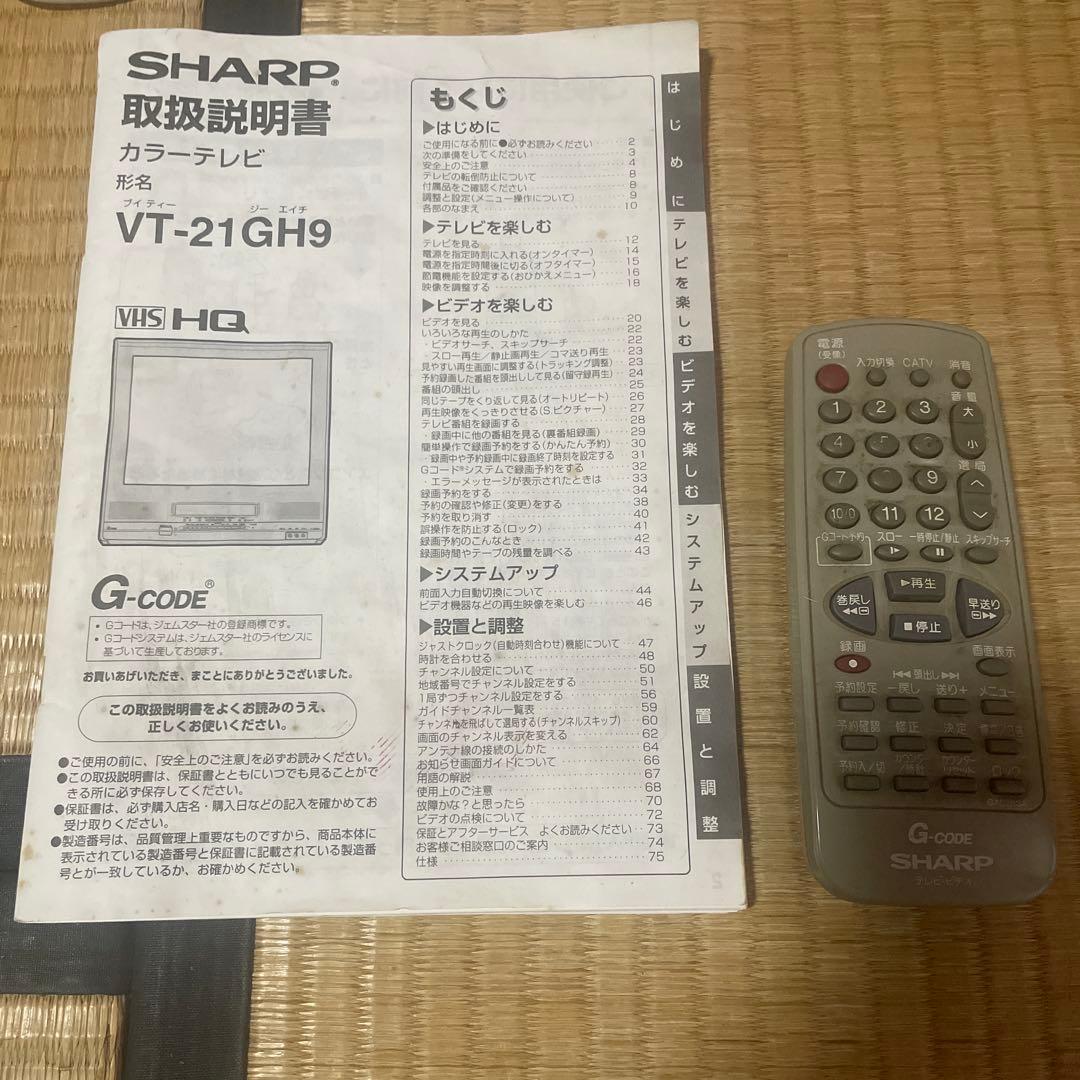 SHARP®
取扱説明書
カラーテレビ
形名
ブイ ティー ジー エイチ
VT-21GH9
VHS HQ
G-CODE®
• Gコードは、ジェムスター社の登録商標です。
• Gコードシステムは、ジェムスター社のライセンスに
基づいて生産しております。
お買いあげいただき、まことにありがとうございました。
この取扱説明書をよくお読みのうえ、
正しくお使いください。
●ご使用の前に、「安全上のご注意」を必ずお読みください。
●この取扱説明書は、保証書とともにいつでも見ることがで
きる所に必ず保存してください。
●保証書は、必ず購入店名・購入日などの記入を確かめてお
受け取りください。
●製造番号は、品質管理上重要なものですから、商品本体に
表示されている製造番号と保証書に記載されている製造番
号とが一致しているか、お確かめください。
もくじ
▶はじめに
ご使用になる前に●必ずお読みください 2
次の準備をしてください 3
安全上のご注意 4
テレビの転倒防止について 8
付属品をご確認ください 8
調整と設定(メニュー操作について) 9
各部のなまえ 10
▶テレビを楽しむ
テレビを見る 12
電源を指定時刻に入れる(オンタイマー) 14
電源を指定時間後に切る(オフタイマー) 15
節電機能を設定する(おひかえメニュー) 16
映像を調整する 18
▶ビデオを楽しむ
ビデオを見る 20
いろいろな再生のしかた 22
・ビデオサーチ、スキップサーチ 22
・スロー再生/静止画再生/コマ送り再生 23
見やすい再生画面に調整する(トラッキング調整) 23
予約録画した番組を頭出しして見る(留守録再生) 24
番組の頭出し 25
同じテープをくり返して見る(オートリピート) 26
再生映像をくっきりさせる(S.ピクチャー) 27
テレビ番組を録画する 28
・録画中に他の番組を見る(裏番組録画) 29
簡単操作で録画予約をする(かんたん予約) 30
・録画中や予約録画中に録画終了時刻を設定する 31
Gコード®システムで録画予約をする 32
・エラーメッセージが表示されたときは 33
録画予約をする 34
予約の確認や修正(変更)をする 38
予約を取り消す 40
誤操作を防止する(ロック) 41
録画予約のこんなとき 42
録画時間やテープの残量を調べる 43
▶システムアップ
前面入力自動切換について 44
ビデオ機器などの再生映像を楽しむ 46
▶設置と調整
ジャストクロック(自動時刻合わせ)機能について 47
時計を合わせる 48
チャンネル設定について 50
地域番号でチャンネル設定をする 51
1局ずつチャンネル設定をする 56
ガイドチャンネル一覧表 59
チャンネルを飛ばして選局する(チャンネルスキップ) 60
画面のチャンネル表示を変える 62
アンテナ線の接続のしかた 64
お知らせ画面ガイドについて 66
用語の解説 67
使用上のご注意 68
故障かな?と思ったら 70
ビデオの点検について 72
保証とアフターサービス よくお読みください 73
お客様ご相談窓口のご案内 74
仕様 75
はじめに
テレビを楽しむ
ビデオを楽しむ
システムアップ
設置と調整
電源
(受像)
入力切換 CATV 消音
音量
1 2 3 大
4 5 6 小
選局
7 8 9
10/0 11 12
Gコード予約 スロー 一時停止/静止 スキップサーチ
▶再生
巻戻し 早送り
■停止
録画 画面表示
頭出し
予約設定 −戻し 送り+ メニュー
予約確認 修正 決定
予約入/切 ロック
G-CODE
SHARP
テレビ・ビデオ